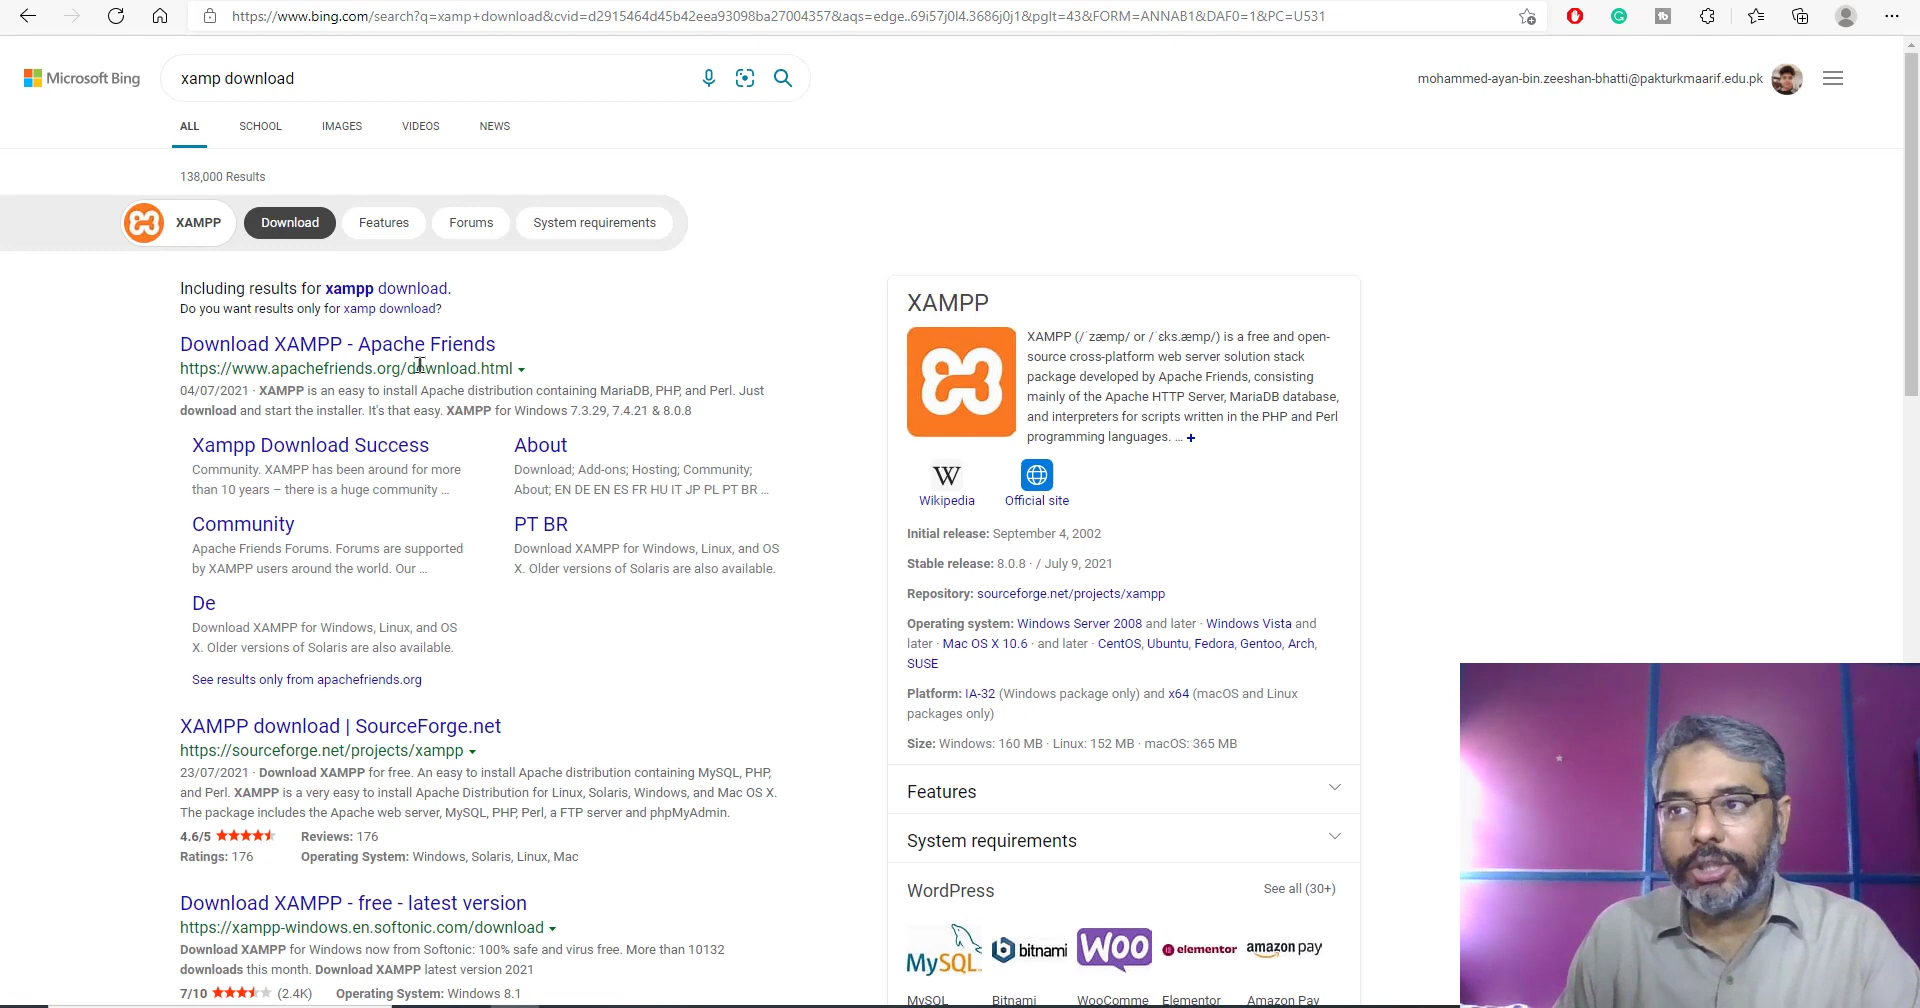 https://www.bing.com/search?q=xamp+download&cvid=d2915464d45b42eea93098ba27004357&aqs=edge..69i57j0l4.3686j0j1&pglt=43&FORM=ANNAB1&DAF0=1&PC=U531
Microsoft Bing
xamp download
mohammed-ayan-bin.zeeshan-bhatti@pakturkmaarif.edu.pk
ALL SCHOOL IMAGES VIDEOS NEWS
138,000 Results
XAMPP Download Features Forums System requirements
Including results for xampp download.
Do you want results only for xamp download?
Download XAMPP - Apache Friends
https://www.apachefriends.org/download.html
04/07/2021 · XAMPP is an easy to install Apache distribution containing MariaDB, PHP, and Perl. Just
download and start the installer. It's that easy. XAMPP for Windows 7.3.29, 7.4.21 & 8.0.8
Xampp Download Success
Community. XAMPP has been around for more
than 10 years – there is a huge community ...
About
Download; Add-ons; Hosting; Community;
About; EN DE EN ES FR HU IT JP PL PT BR ...
Community
Apache Friends Forums. Forums are supported
by XAMPP users around the world. Our ...
PT BR
Download XAMPP for Windows, Linux, and OS
X. Older versions of Solaris are also available.
De
Download XAMPP for Windows, Linux, and OS
X. Older versions of Solaris are also available.
See results only from apachefriends.org
XAMPP download | SourceForge.net
https://sourceforge.net/projects/xampp
23/07/2021 · Download XAMPP for free. An easy to install Apache distribution containing MySQL, PHP,
and Perl. XAMPP is a very easy to install Apache Distribution for Linux, Solaris, Windows, and Mac OS X.
The package includes the Apache web server, MySQL, PHP, Perl, a FTP server and phpMyAdmin.
4.6/5 Reviews: 176
Ratings: 176 Operating System: Windows, Solaris, Linux, Mac
Download XAMPP - free - latest version
https://xampp-windows.en.softonic.com/download
Download XAMPP for Windows now from Softonic: 100% safe and virus free. More than 10132
downloads this month. Download XAMPP latest version 2021
7/10 (2.4K) Operating System: Windows 8.1
XAMPP
XAMPP (/ˈzæmp/ or /ˈɛks.æmp/) is a free and open-
source cross-platform web server solution stack
package developed by Apache Friends, consisting
mainly of the Apache HTTP Server, MariaDB database,
and interpreters for scripts written in the PHP and Perl
programming languages. ... +
W
Wikipedia Official site
Initial release: September 4, 2002
Stable release: 8.0.8 · / July 9, 2021
Repository: sourceforge.net/projects/xampp
Operating system: Windows Server 2008 and later · Windows Vista and
later · Mac OS X 10.6 · and later · CentOS, Ubuntu, Fedora, Gentoo, Arch,
SUSE
Platform: IA-32 (Windows package only) and x64 (macOS and Linux
packages only)
Size: Windows: 160 MB · Linux: 152 MB · macOS: 365 MB
Features
System requirements
WordPress See all (30+)
MySQL bitnami Woo elementor amazon pay
MySQL Bitnami WooComme Elementor Amazon Pay